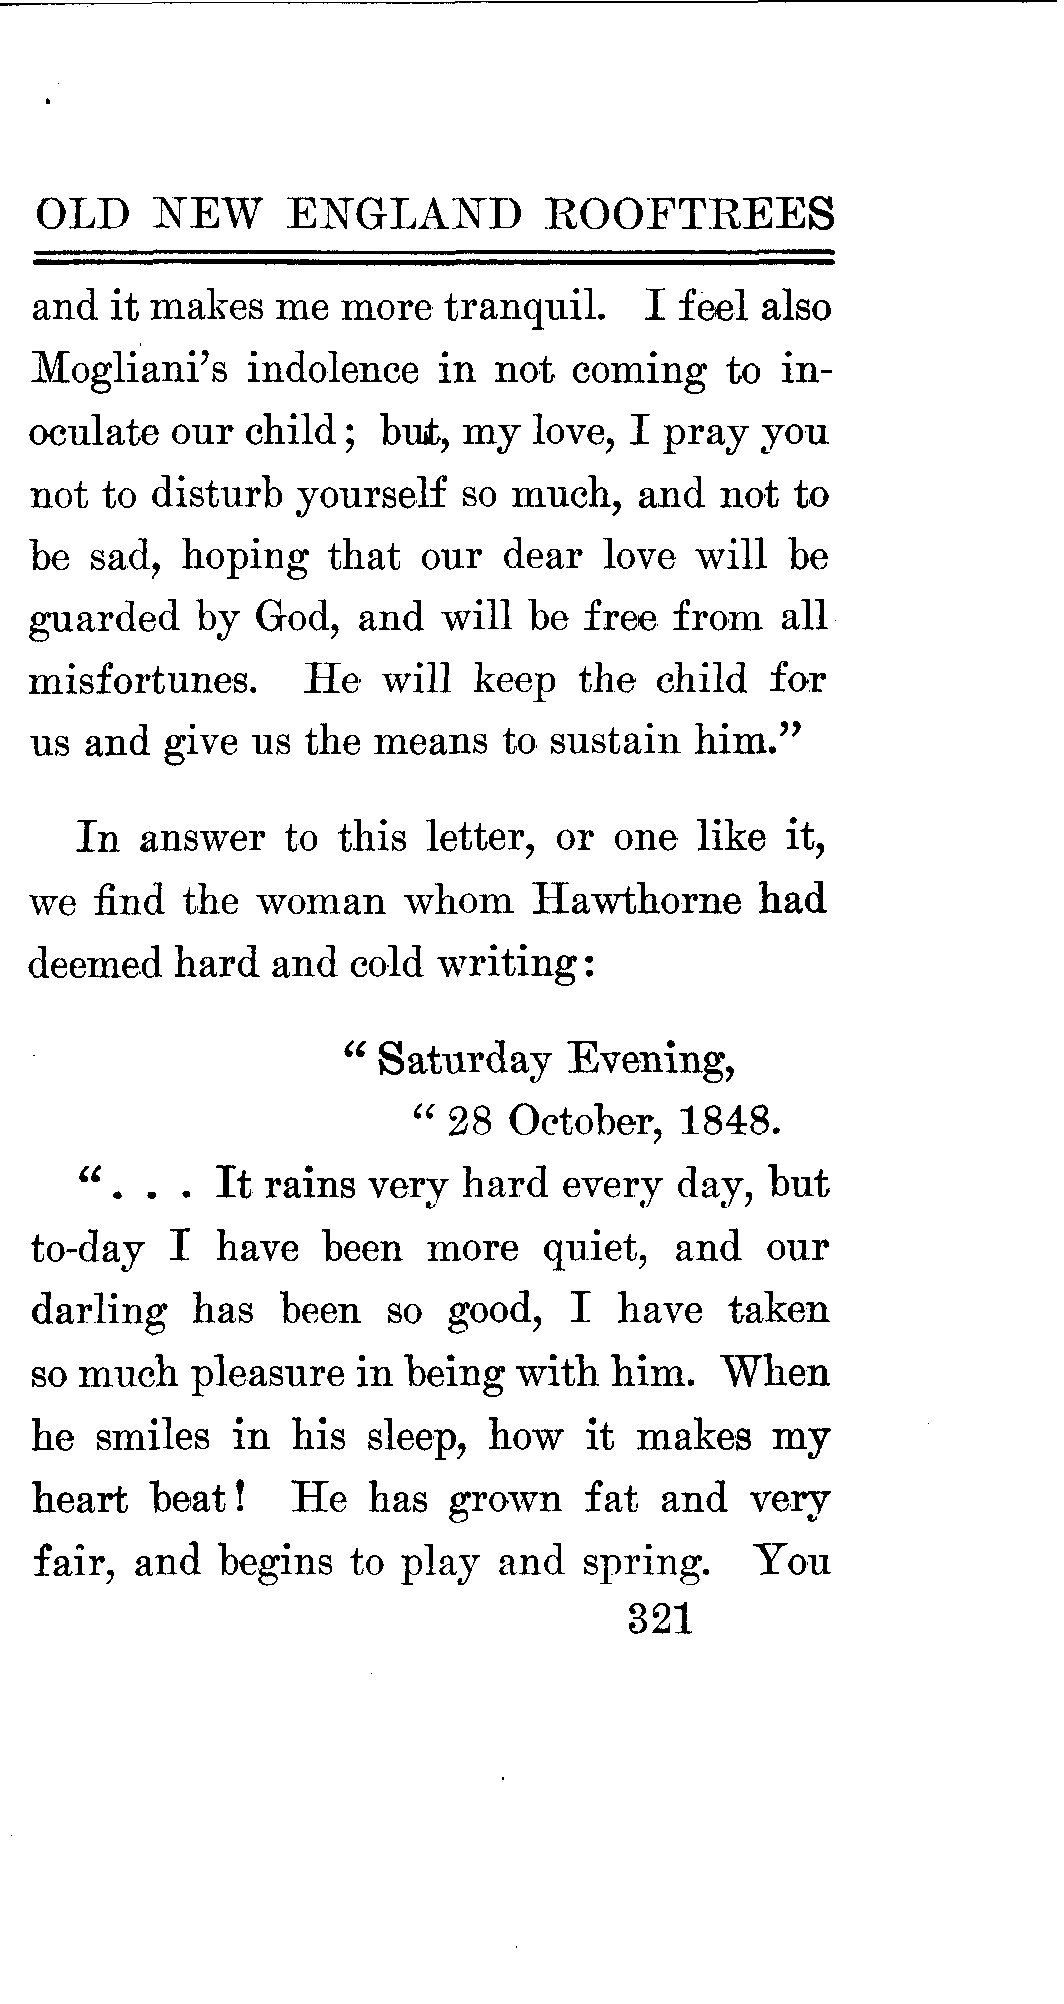 OLD NEW ENGLAND ROOFTREES
and it makes me more tranquil. I feel also
Mogliani's indolence in not coming to in-
oculate our child; but, my love, I pray you
not to disturb yourself so much, and not to
be sad, hoping that our dear love will be
guarded by God, and will be free from all
misfortunes. He will keep the child for
us and give us the means to sustain him."
In answer to this letter, or one like it,
we find the woman whom Hawthorne had
deemed hard and cold writing:
" Saturday Evening,
" 28 October, 1848.
". . . It rains very hard every day, but
to-day I have been more quiet, and our
darling has been so good, I have taken
so much pleasure in being with him. When
he smiles in his sleep, how it makes my
heart beat! He has grown fat and very
fair, and begins to play and spring. You
321